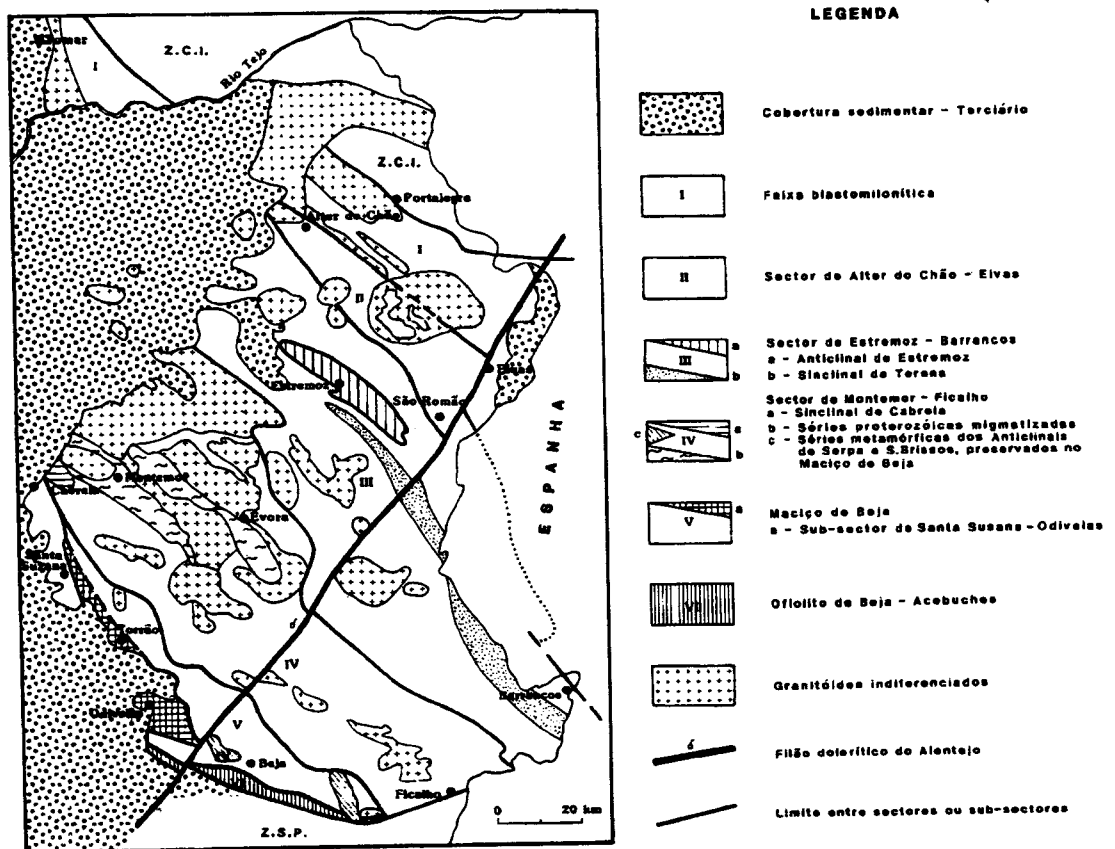 LEGENDA
Cobertura sedimentar - Terciário
I
Faixa blastomilonítica
II
Sector de Alter do Chão - Elvas
III
a
b
Sector de Estremoz - Barrancos
a - Anticlinal de Estremoz
b - Sinclinal de Terena
c
IV
a
b
Sector de Montemor - Ficalho
a - Sinclinal de Cabrela
b - Séries proterozóicas migmatizadas
c - Séries metamórficas dos Anticlinais
de Serpa e S.Brissos, preservados no
Maciço de Beja
V
a
Maciço de Beja
a - Sub-sector de Santa Susana-Odivelas
VI
Ofiolito de Beja - Acebuches
Granitóides indiferenciados
δ
Filão dolerítico do Alentejo
Limite entre sectores ou sub-sectores
I
Z.C.I.
Rio Tejo
Z.C.I.
Portalegre
Alter do Chão
I
II
Elvas
Estremoz
São Romão
ESPANHA
III
Montemor
Cabrela
Évora
Santa
Susana
Torrão
δ
IV
Barrancos
V
Beja
Ficalho
0 20 km
Z.S.P.